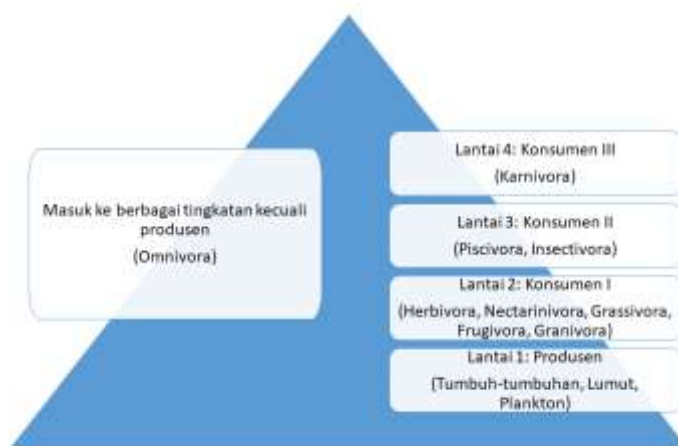 Masuk ke berbagai tingkatan kecuali
produsen
(Omnivora)
Lantai 4: Konsumen III
(Karnivora)
Lantai 3: Konsumen II
(Piscivora, Insectivora)
Lantai 2: Konsumen I
(Herbivora, Nectarinivora, Grassivora,
Frugivora, Granivora)
Lantai 1: Produsen
(Tumbuh-tumbuhan, Lumut,
Plankton)